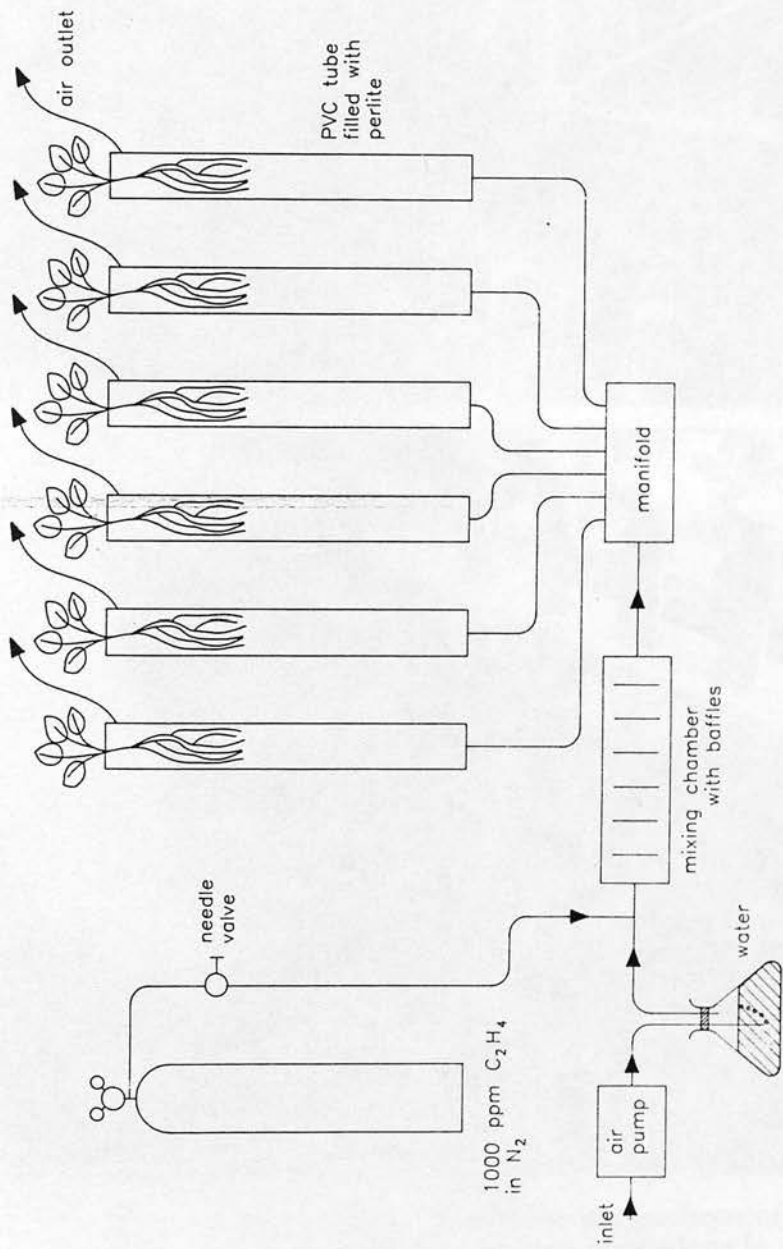 air outlet
PVC tube
filled with
perlite
needle
valve
1000 ppm C₂H₄
in N₂
manifold
mixing chamber
with baffles
water
air
pump
inlet